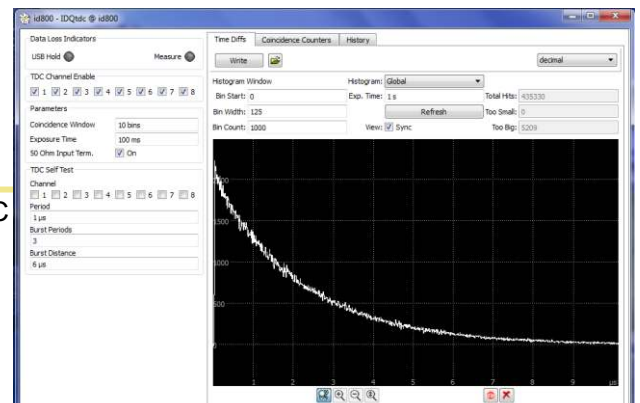 id800 - IDQtdc @ id800
Data Loss Indicators
USB Hold Measure
TDC Channel Enable
1 2 3 4 5 6 7 8
Parameters
Coincidence Window 10 bins
Exposure Time 100 ms
50 Ohm Input Term. On
TDC Self Test
Channel
1 2 3 4 5 6 7 8
Period
1 µs
Burst Periods
3
Burst Distance
6 µs
C
Time Diffs Coincidence Counters History
Write decimal
Histogram Window Histogram: Global
Bin Start: 0 Exp. Time: 1 s Total Hits: 435330
Bin Width: 125 Refresh Too Small: 0
Bin Count: 1000 View: Sync Too Big: 5209
1500
1000
500
1 2 3 4 5 6 7 8 9 µs